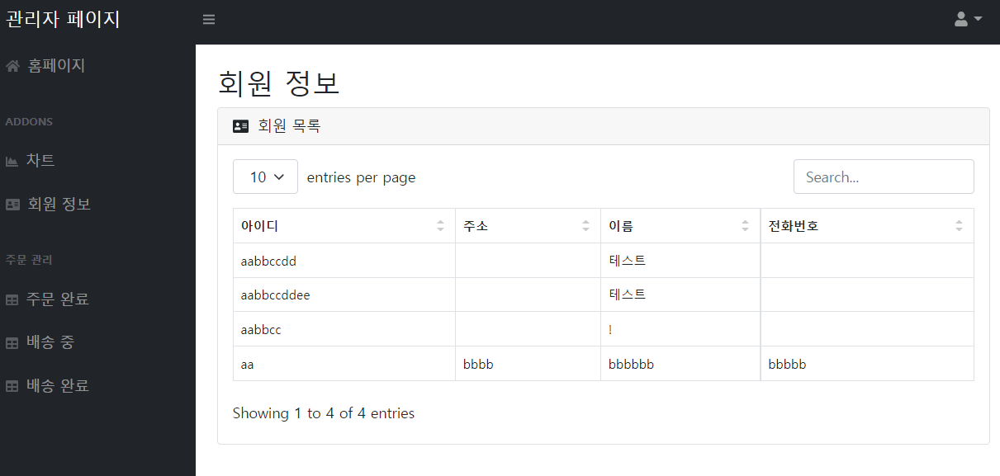 관리자 페이지
홈페이지
ADDONS
차트
회원 정보
주문 관리
주문 완료
배송 중
배송 완료
회원 정보
회원 목록
10 entries per page
Search...
아이디 주소 이름 전화번호
aabbccdd 테스트
aabbccddee 테스트
aabbcc !
aa bbbb bbbbbb bbbbb
Showing 1 to 4 of 4 entries